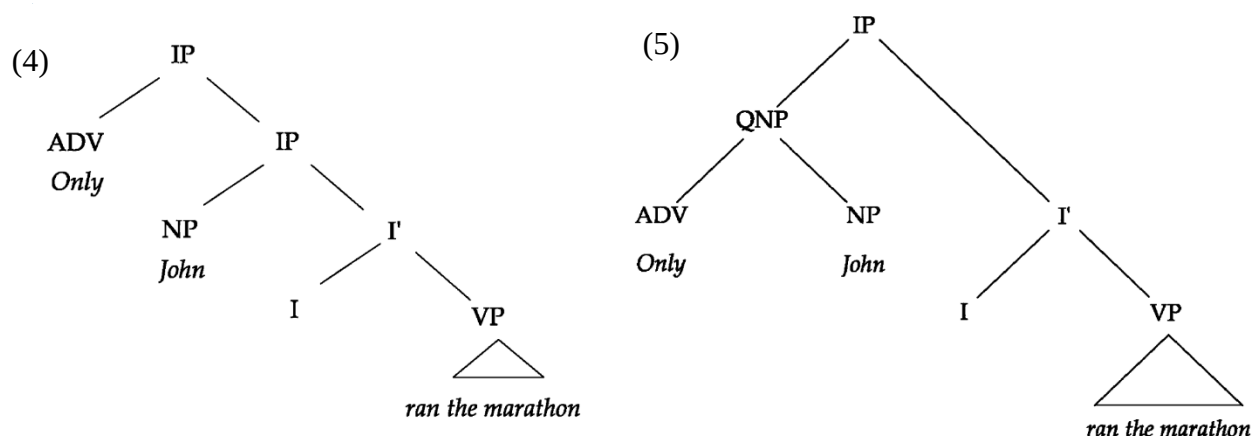 (4)
IP
ADV
Only
IP
NP
John
I'
I
VP
ran the marathon
(5)
IP
QNP
ADV
Only
NP
John
I'
I
VP
ran the marathon